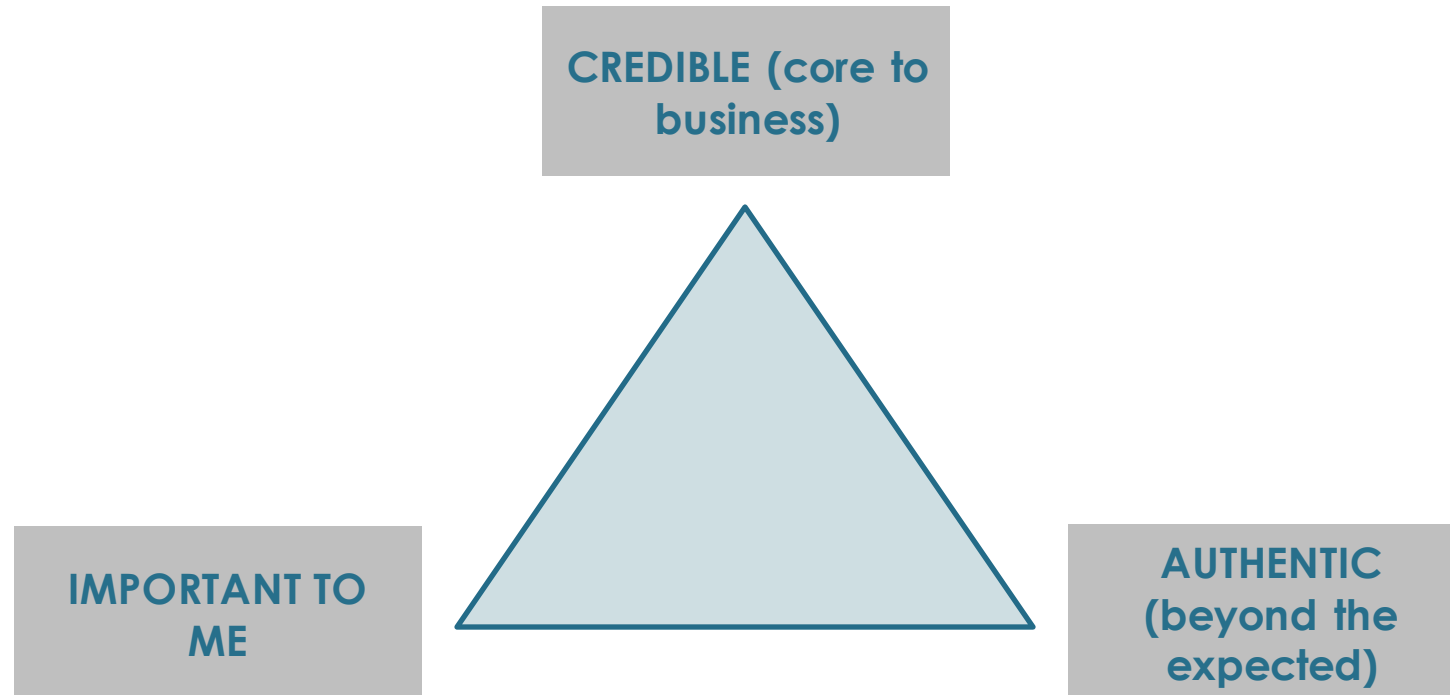 CREDIBLE (core to
business)
IMPORTANT TO
ME
AUTHENTIC
(beyond the
expected)